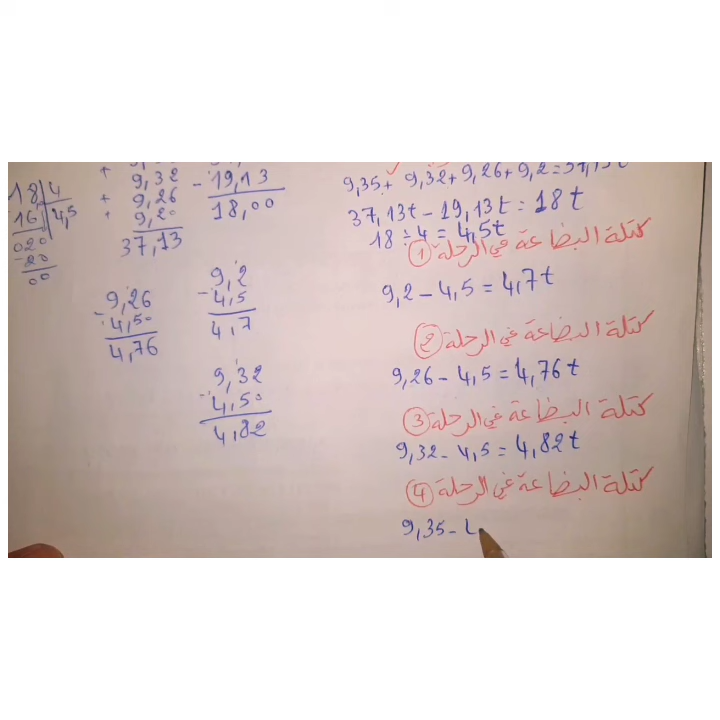 9,35 + 9,32 + 9,26 + 9,2 = 37,13 t
37,13t - 19,13t = 18t
18 ÷ 4 = 4,5t
كتلة البضاعة في الرحلة 1
9,2 - 4,5 = 4,7t
كتلة البضاعة في الرحلة 2
9,26 - 4,5 = 4,76t
كتلة البضاعة في الرحلة 3
9,32 - 4,5 = 4,82t
كتلة البضاعة في الرحلة 4
9,35 -
18 4
16 4,5
020
- 20
00
+ 9,32
+ 9,26
+ 9,20
37,13
- 19,13
18,00
9,26
- 4,50
4,76
9,2
- 4,5
4,7
9,32
- 4,50
4,82